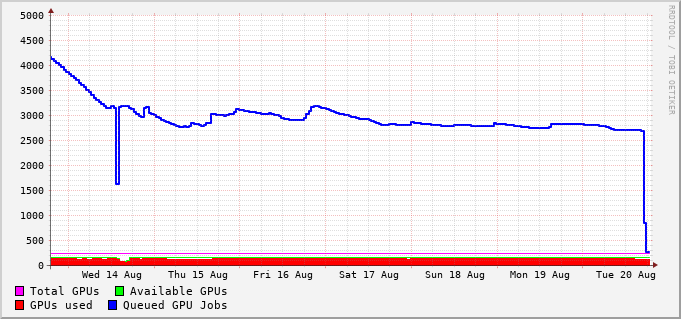 5000
4500
4000
3500
3000
2500
2000
1500
1000
500
0
Wed 14 Aug Thu 15 Aug Fri 16 Aug Sat 17 Aug Sun 18 Aug Mon 19 Aug Tue 20 Aug
Total GPUs Available GPUs
GPUs used Queued GPU Jobs
RRDTOOL / TOBI OETIKER